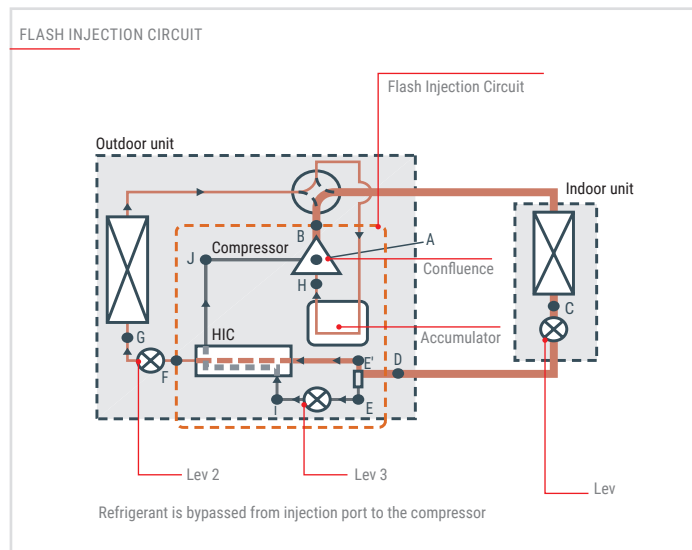 FLASH INJECTION CIRCUIT
Flash Injection Circuit
Outdoor unit
Indoor unit
B
A
Compressor
J
Confluence
H
C
Accumulator
G
HIC
E'
D
F
I
E
Lev 2
Lev 3
Lev
Refrigerant is bypassed from injection port to the compressor